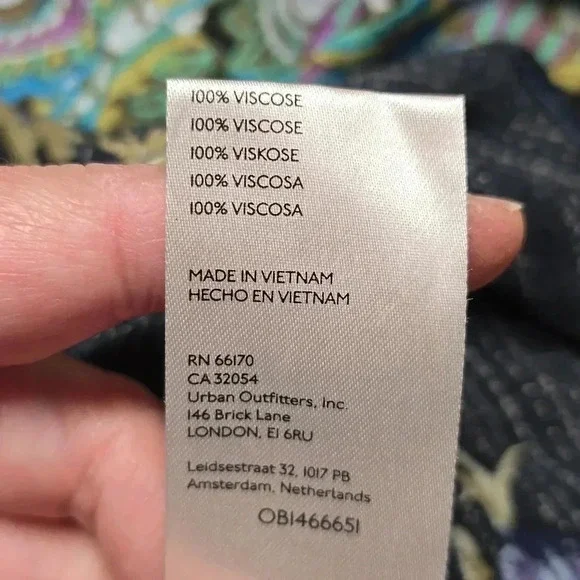 100% VISCOSE
100% VISCOSE
100% VISKOSE
100% VISCOSA
100% VISCOSA
MADE IN VIETNAM
HECHO EN VIETNAM
RN 66170
CA 32054
Urban Outfitters, Inc.
146 Brick Lane
LONDON, E1 6RU
Leidsestraat 32, 1017 PB
Amsterdam, Netherlands
OB1466651